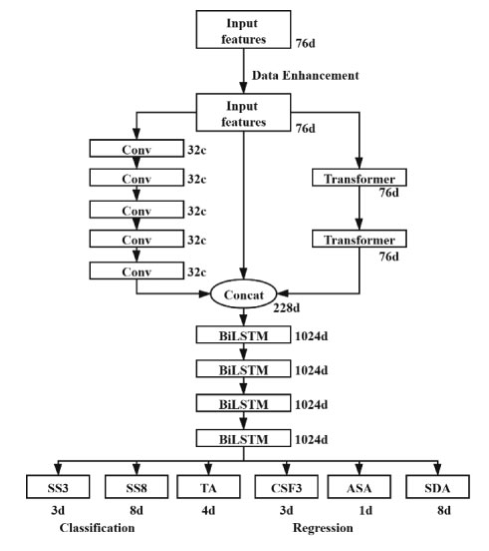 Input
features
76d
Data Enhancement
Input
features
76d
Conv
32c
Conv
32c
Conv
32c
Conv
32c
Conv
32c
Transformer
76d
Transformer
76d
Concat
228d
BiLSTM
1024d
BiLSTM
1024d
BiLSTM
1024d
BiLSTM
1024d
SS3
SS8
TA
CSF3
ASA
SDA
3d
8d
4d
3d
1d
8d
Classification
Regression